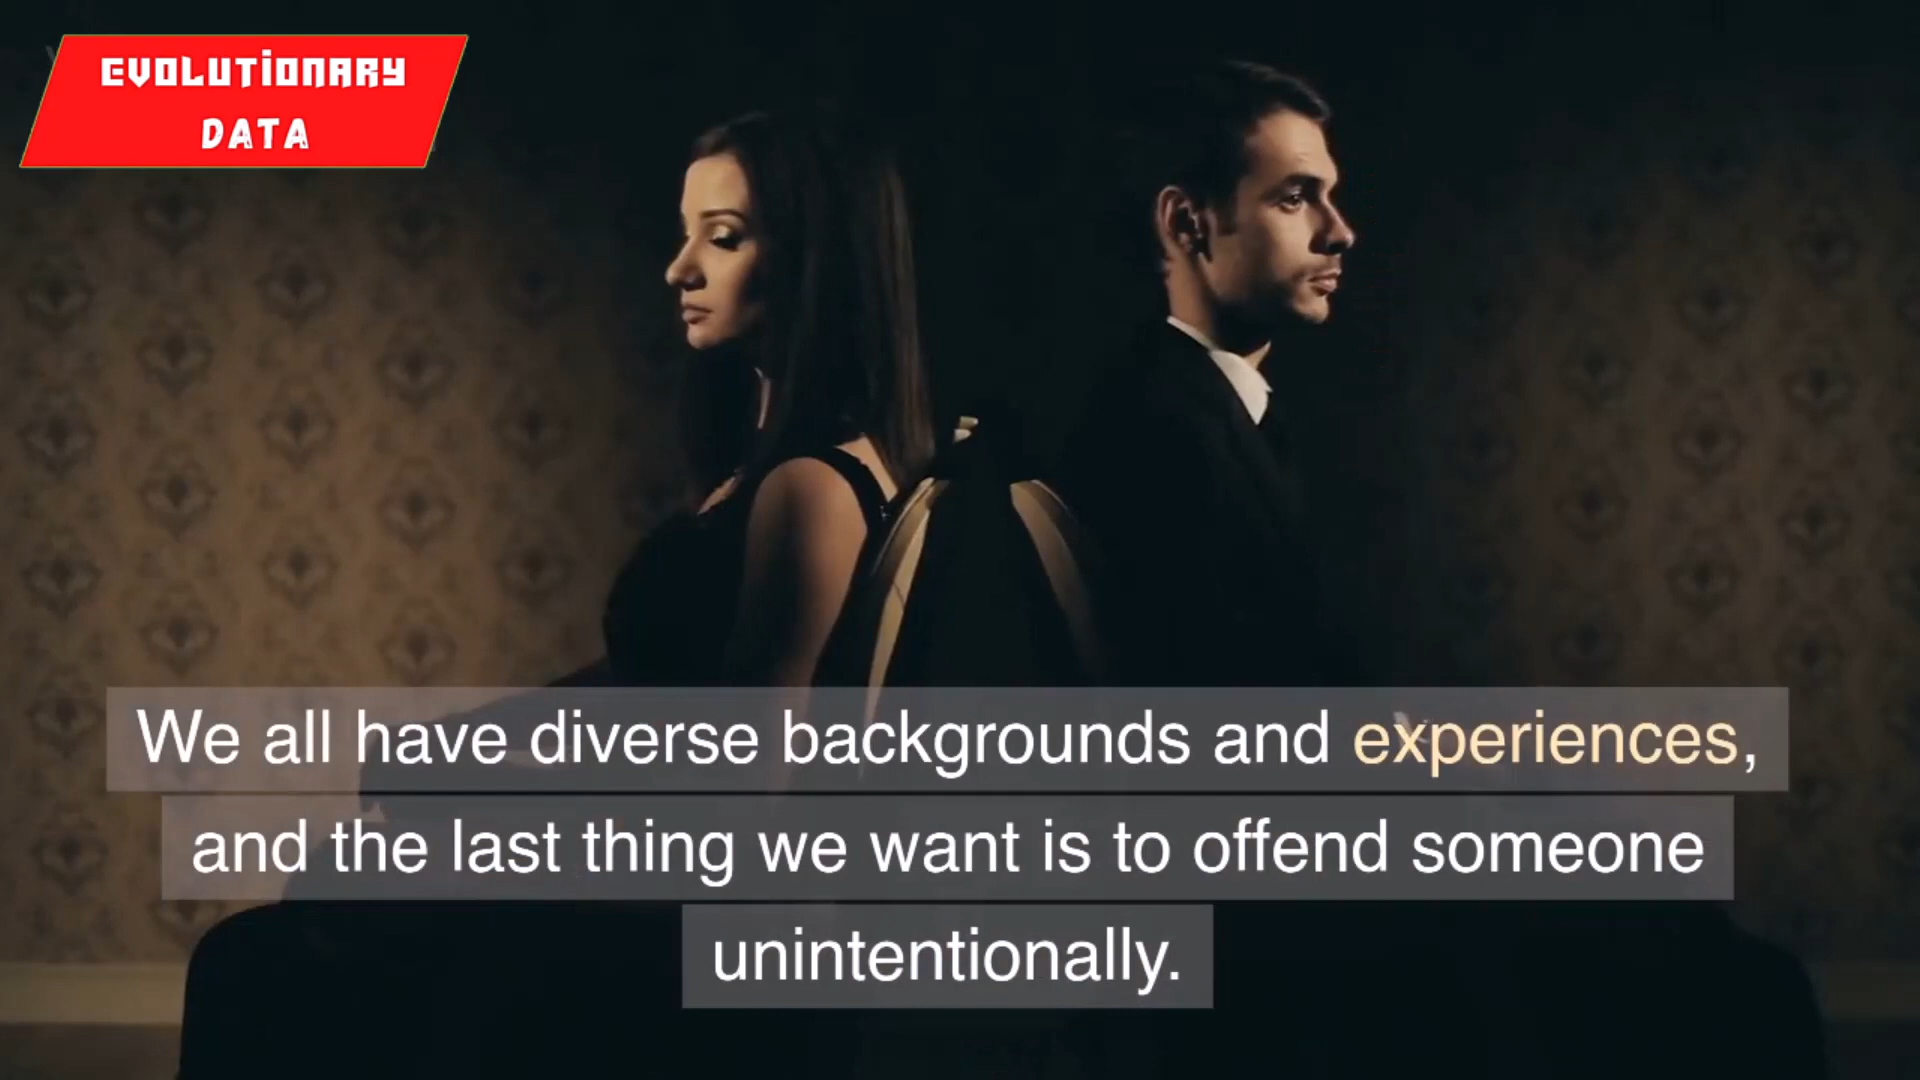 EVOLUTIONARY
DATA
We all have diverse backgrounds and experiences,
and the last thing we want is to offend someone
unintentionally.